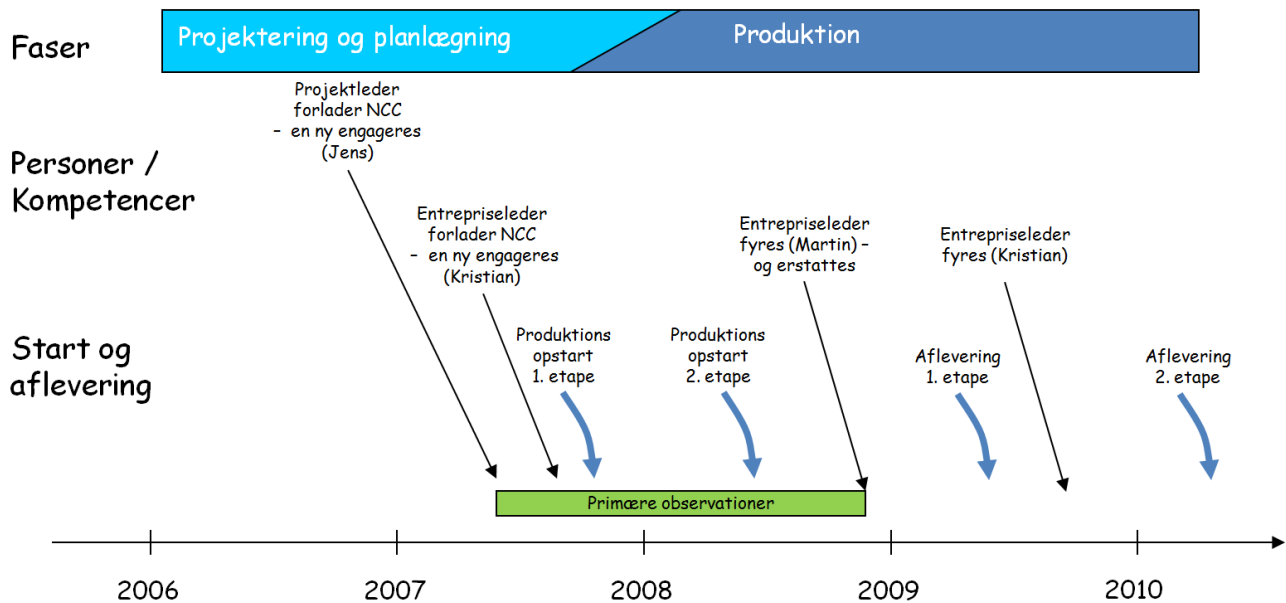 Faser
Projektering og planlægning
Produktion
Personer /
Kompetencer
Projektleder
forlader NCC
– en ny engageres
(Jens)
Entrepriseleder
forlader NCC
– en ny engageres
(Kristian)
Entrepriseleder
fyres (Martin) –
og erstattes
Entrepriseleder
fyres (Kristian)
Start og
aflevering
Produktions
opstart
1. etape
Produktions
opstart
2. etape
Aflevering
1. etape
Aflevering
2. etape
Primære observationer
2006
2007
2008
2009
2010